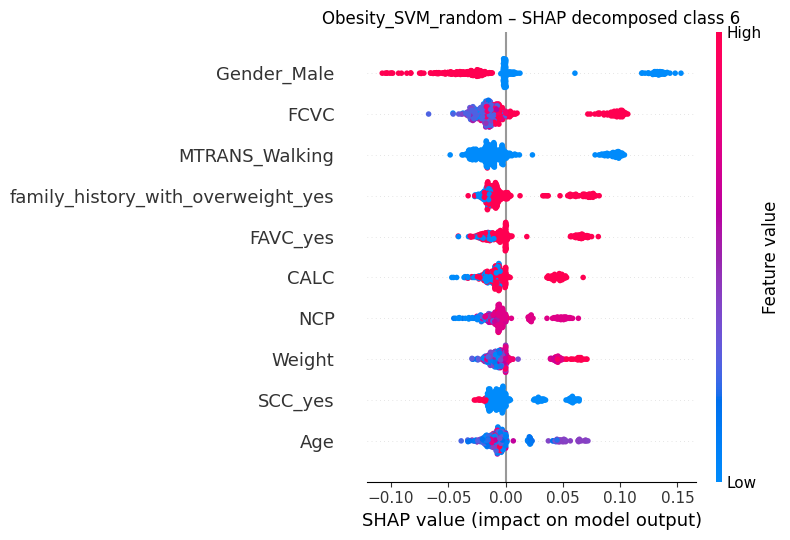 Obesity_SVM_random – SHAP decomposed class 6
High
Gender_Male
FCVC
MTRANS_Walking
family_history_with_overweight_yes
FAVC_yes
CALC
NCP
Weight
SCC_yes
Age
Feature value
Low
−0.10 −0.05 0.00 0.05 0.10 0.15
SHAP value (impact on model output)